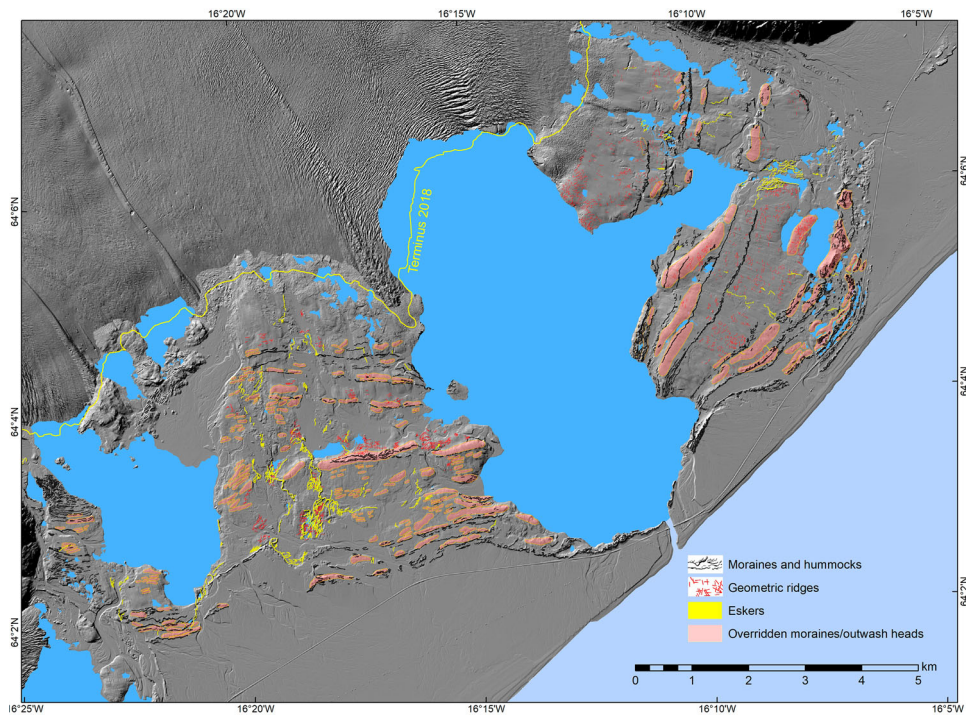 16°20'W 16°15'W 16°10'W 16°5'W
64°6'N
64°6'N
Terminus 2018
64°4'N
64°4'N
64°2'N
64°2'N
Moraines and hummocks
Geometric ridges
Eskers
Overridden moraines/outwash heads
km
0 1 2 3 4 5
16°25'W 16°20'W 16°15'W 16°10'W 16°5'W